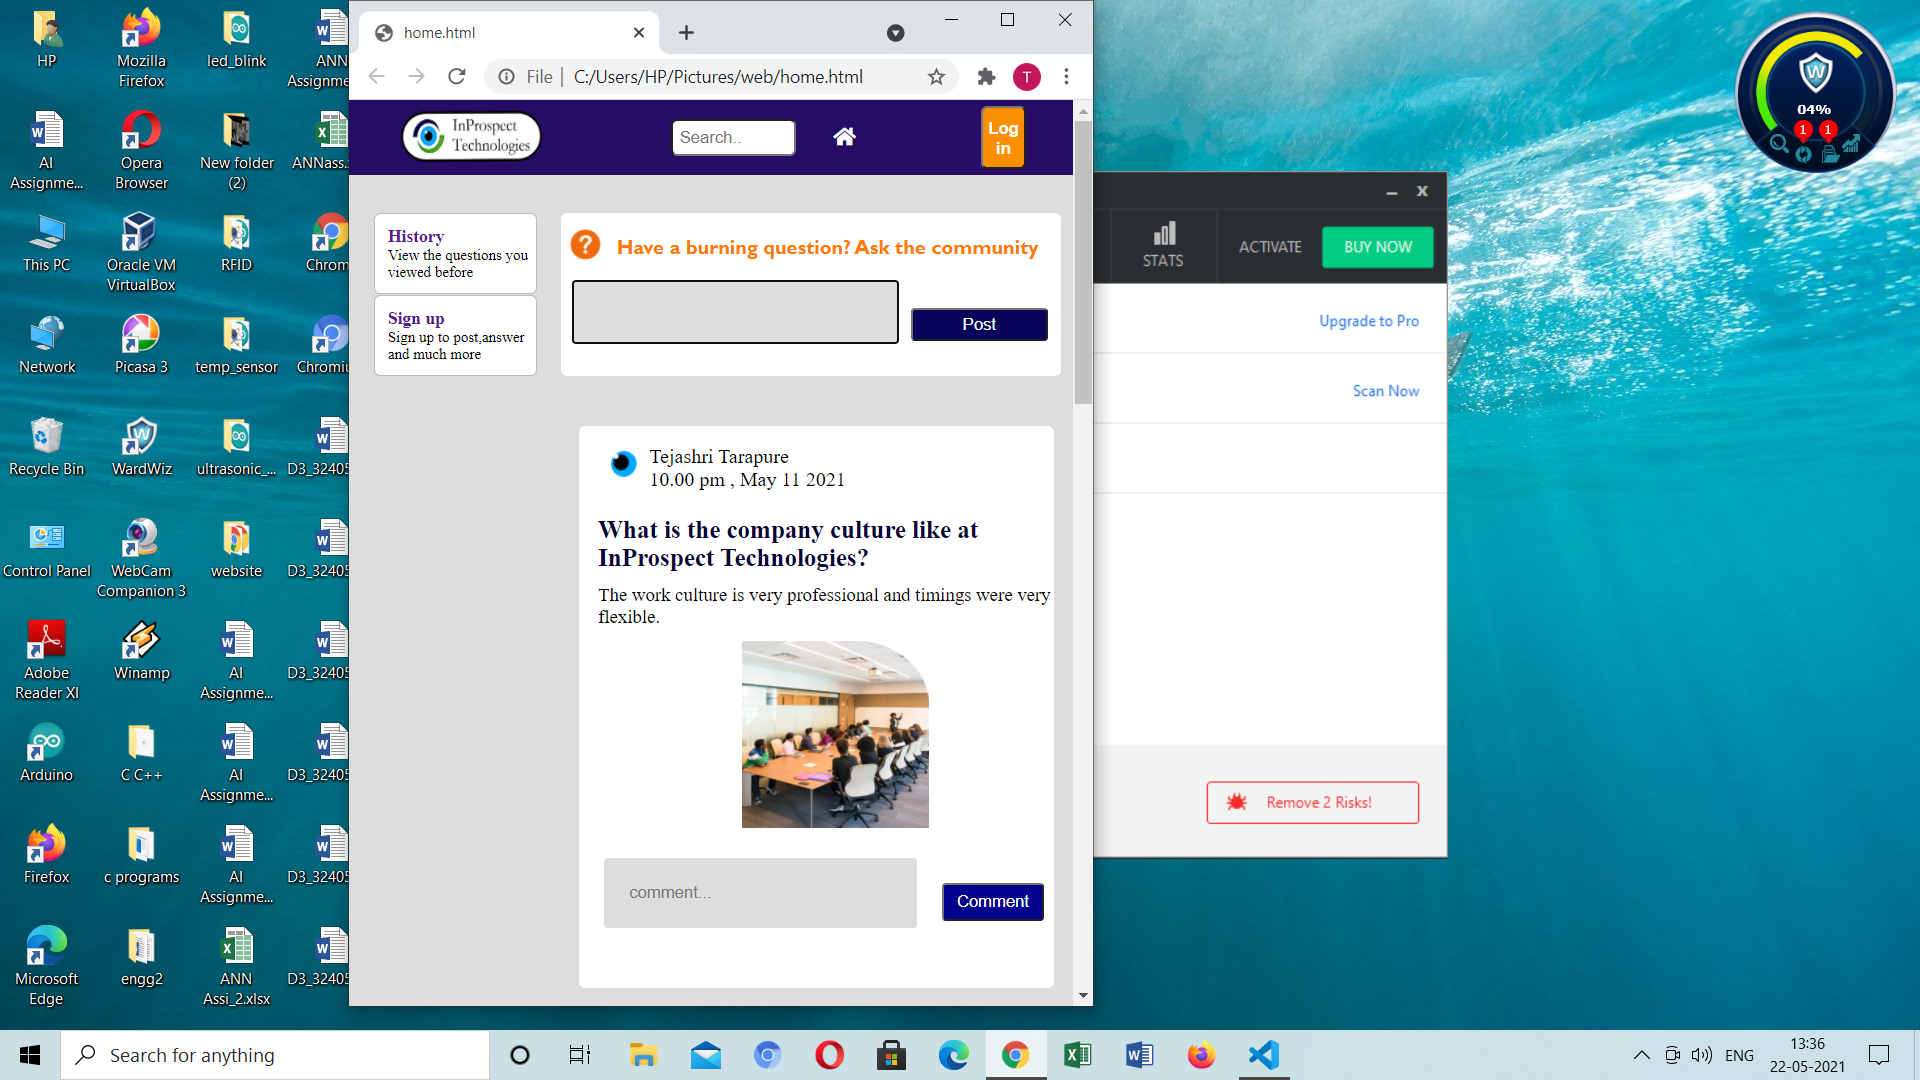 HP
Mozilla
Firefox
led_blink
ANN
Assignme...
AI
Assignme...
Opera
Browser
New folder
(2)
ANNass.
This PC
Oracle VM
VirtualBox
RFID
Chrom
Network
Picasa 3
temp_sensor
Chromiu
Recycle Bin
WardWiz
ultrasonic_...
D3_32405
Control Panel
WebCam
Companion 3
website
D3_32405
Adobe
Reader XI
Winamp
AI
Assignme...
D3_32405
Arduino
C C++
AI
Assignme...
D3_32405
Firefox
c programs
AI
Assignme...
D3_32405
Microsoft
Edge
engg2
ANN
Assi_2.xlsx
D3_32405
home.html
File
C:/Users/HP/Pictures/web/home.html
T
InProspect
Technologies
Search..
Log
in
History
View the questions you
viewed before
Sign up
Sign up to post,answer
and much more
Have a burning question? Ask the community
Post
Tejashri Tarapure
10.00 pm , May 11 2021
What is the company culture like at
InProspect Technologies?
The work culture is very professional and timings were very
flexible.
comment...
Comment
STATS
ACTIVATE
BUY NOW
Upgrade to Pro
Scan Now
Remove 2 Risks!
W
04%
1
1
Search for anything
ENG
13:36
22-05-2021